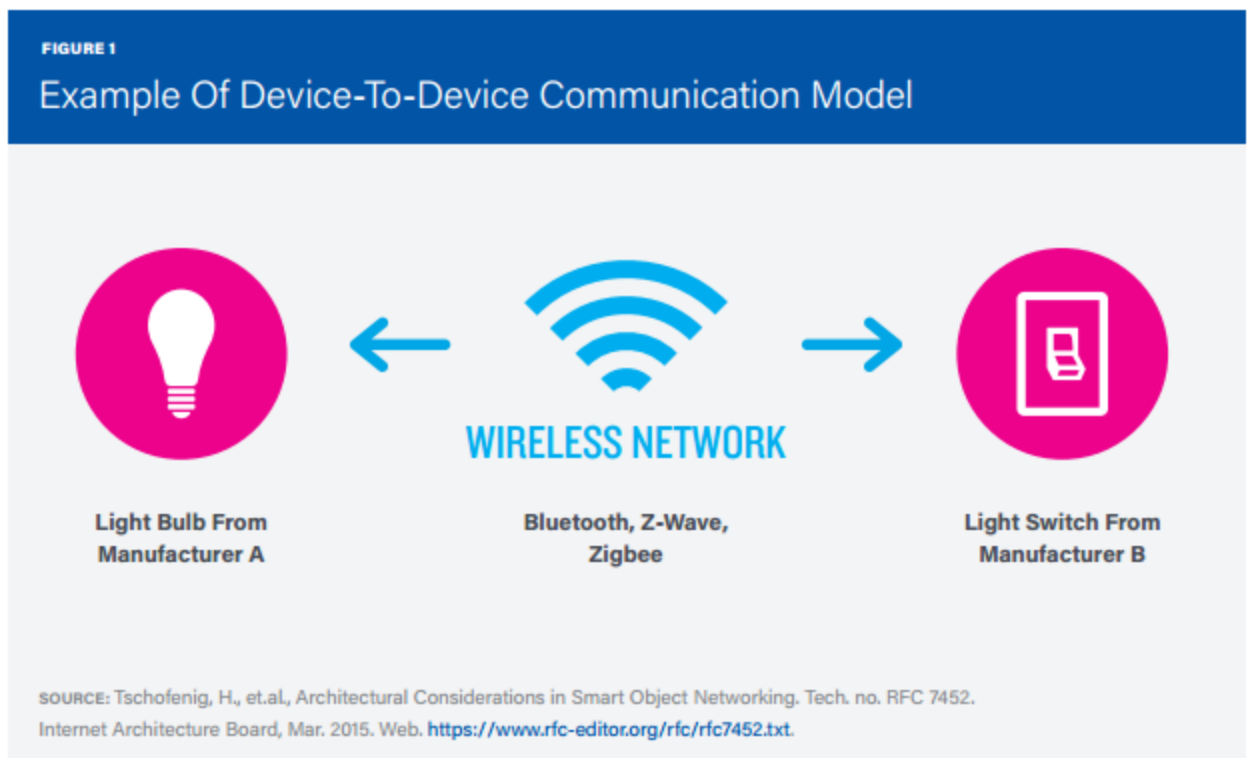 FIGURE 1
Example Of Device-To-Device Communication Model
WIRELESS NETWORK
Light Bulb From
Manufacturer A
Bluetooth, Z-Wave,
Zigbee
Light Switch From
Manufacturer B
SOURCE: Tschofenig, H., et.al., Architectural Considerations in Smart Object Networking. Tech. no. RFC 7452.
Internet Architecture Board, Mar. 2015. Web. https://www.rfc-editor.org/rfc/rfc7452.txt.